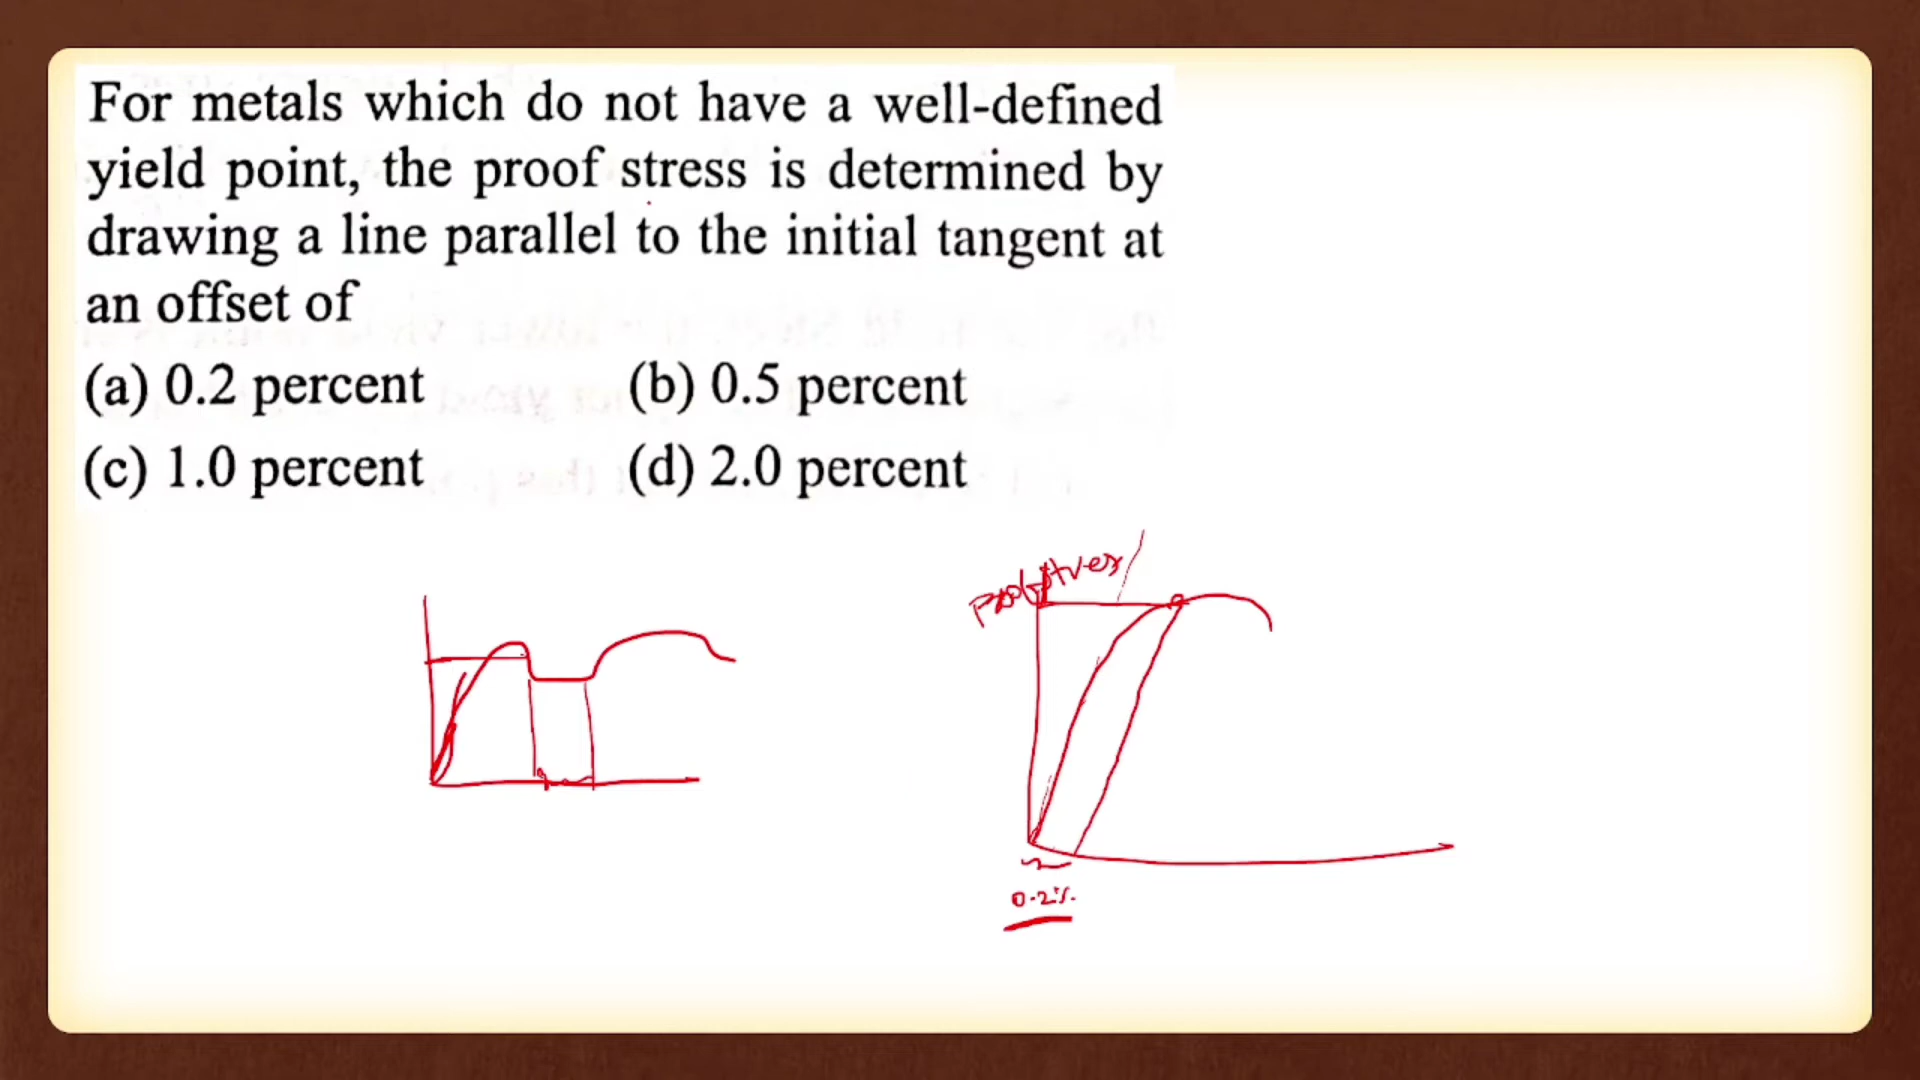 For metals which do not have a well-defined
yield point, the proof stress is determined by
drawing a line parallel to the initial tangent at
an offset of
(a) 0.2 percent (b) 0.5 percent
(c) 1.0 percent (d) 2.0 percent
0.2%.